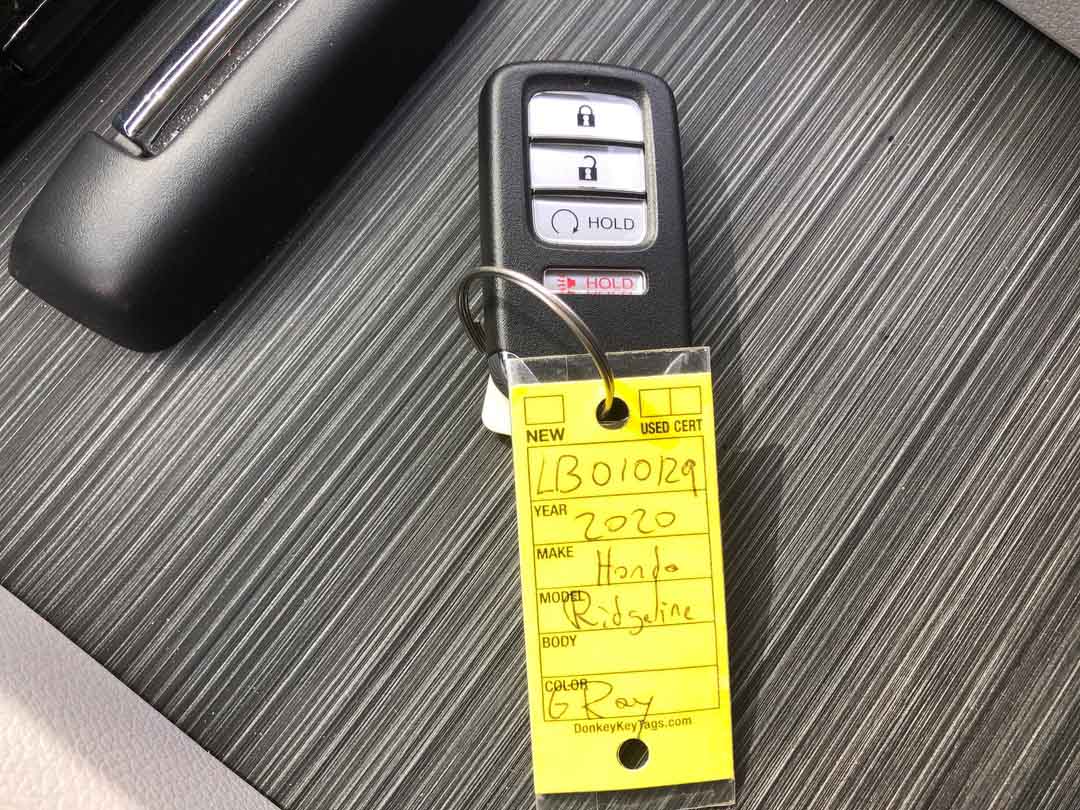 HOLD
HOLD
NEW USED CERT
LB010129
YEAR 2020
MAKE Honda
MODEL Ridgeline
BODY
COLOR GRay
DonkeyKeyTags.com